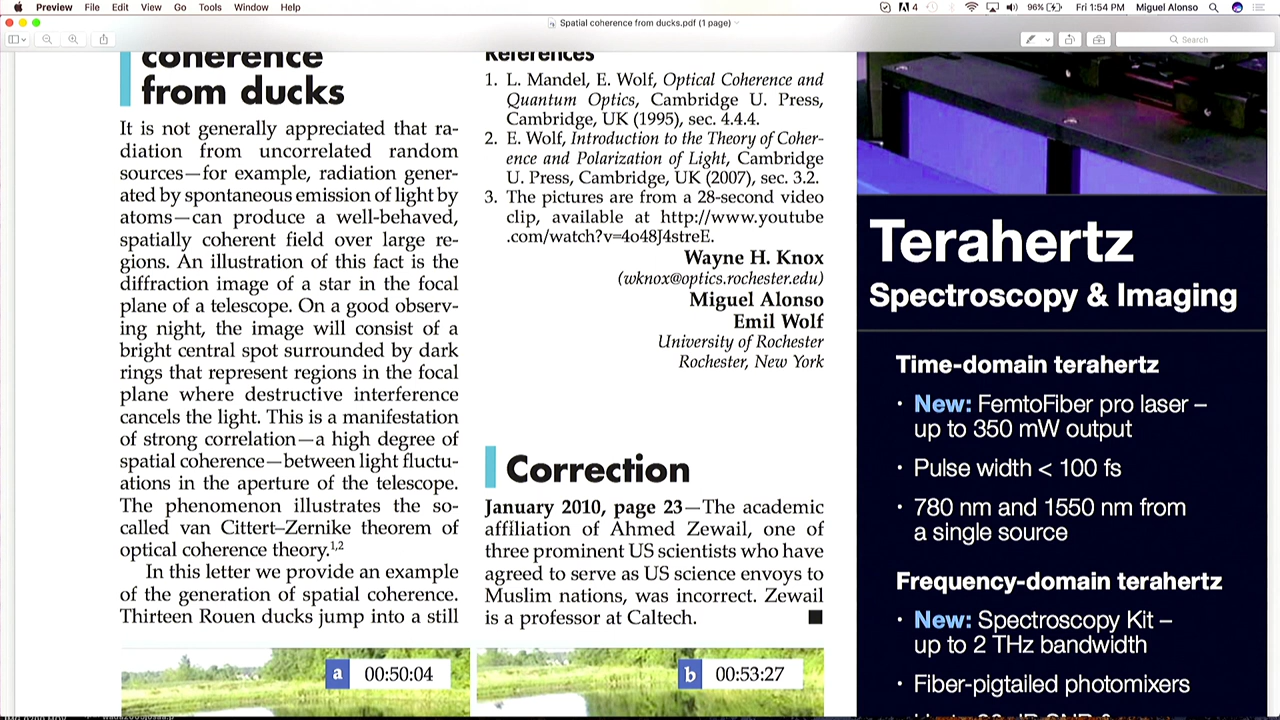 Preview File Edit View Go Tools Window Help
4
96%
Fri 1:54 PM
Miguel Alonso
Spatial coherence from ducks.pdf (1 page)
Search
coherence
from ducks
It is not generally appreciated that ra-
diation from uncorrelated random
sources—for example, radiation gener-
ated by spontaneous emission of light by
atoms—can produce a well-behaved,
spatially coherent field over large re-
gions. An illustration of this fact is the
diffraction image of a star in the focal
plane of a telescope. On a good observ-
ing night, the image will consist of a
bright central spot surrounded by dark
rings that represent regions in the focal
plane where destructive interference
cancels the light. This is a manifestation
of strong correlation—a high degree of
spatial coherence—between light fluctu-
ations in the aperture of the telescope.
The phenomenon illustrates the so-
called van Cittert–Zernike theorem of
optical coherence theory.1,2
In this letter we provide an example
of the generation of spatial coherence.
Thirteen Rouen ducks jump into a still
References
1. L. Mandel, E. Wolf, Optical Coherence and
Quantum Optics, Cambridge U. Press,
Cambridge, UK (1995), sec. 4.4.4.
2. E. Wolf, Introduction to the Theory of Coher-
ence and Polarization of Light, Cambridge
U. Press, Cambridge, UK (2007), sec. 3.2.
3. The pictures are from a 28-second video
clip, available at http://www.youtube
.com/watch?v=4o48J4streE.
Wayne H. Knox
(wknox@optics.rochester.edu)
Miguel Alonso
Emil Wolf
University of Rochester
Rochester, New York
Correction
January 2010, page 23—The academic
affiliation of Ahmed Zewail, one of
three prominent US scientists who have
agreed to serve as US science envoys to
Muslim nations, was incorrect. Zewail
is a professor at Caltech.
a 00:50:04
b 00:53:27
Terahertz
Spectroscopy & Imaging
Time-domain terahertz
· New: FemtoFiber pro laser –
up to 350 mW output
· Pulse width < 100 fs
· 780 nm and 1550 nm from
a single source
Frequency-domain terahertz
· New: Spectroscopy Kit –
up to 2 THz bandwidth
· Fiber-pigtailed photomixers